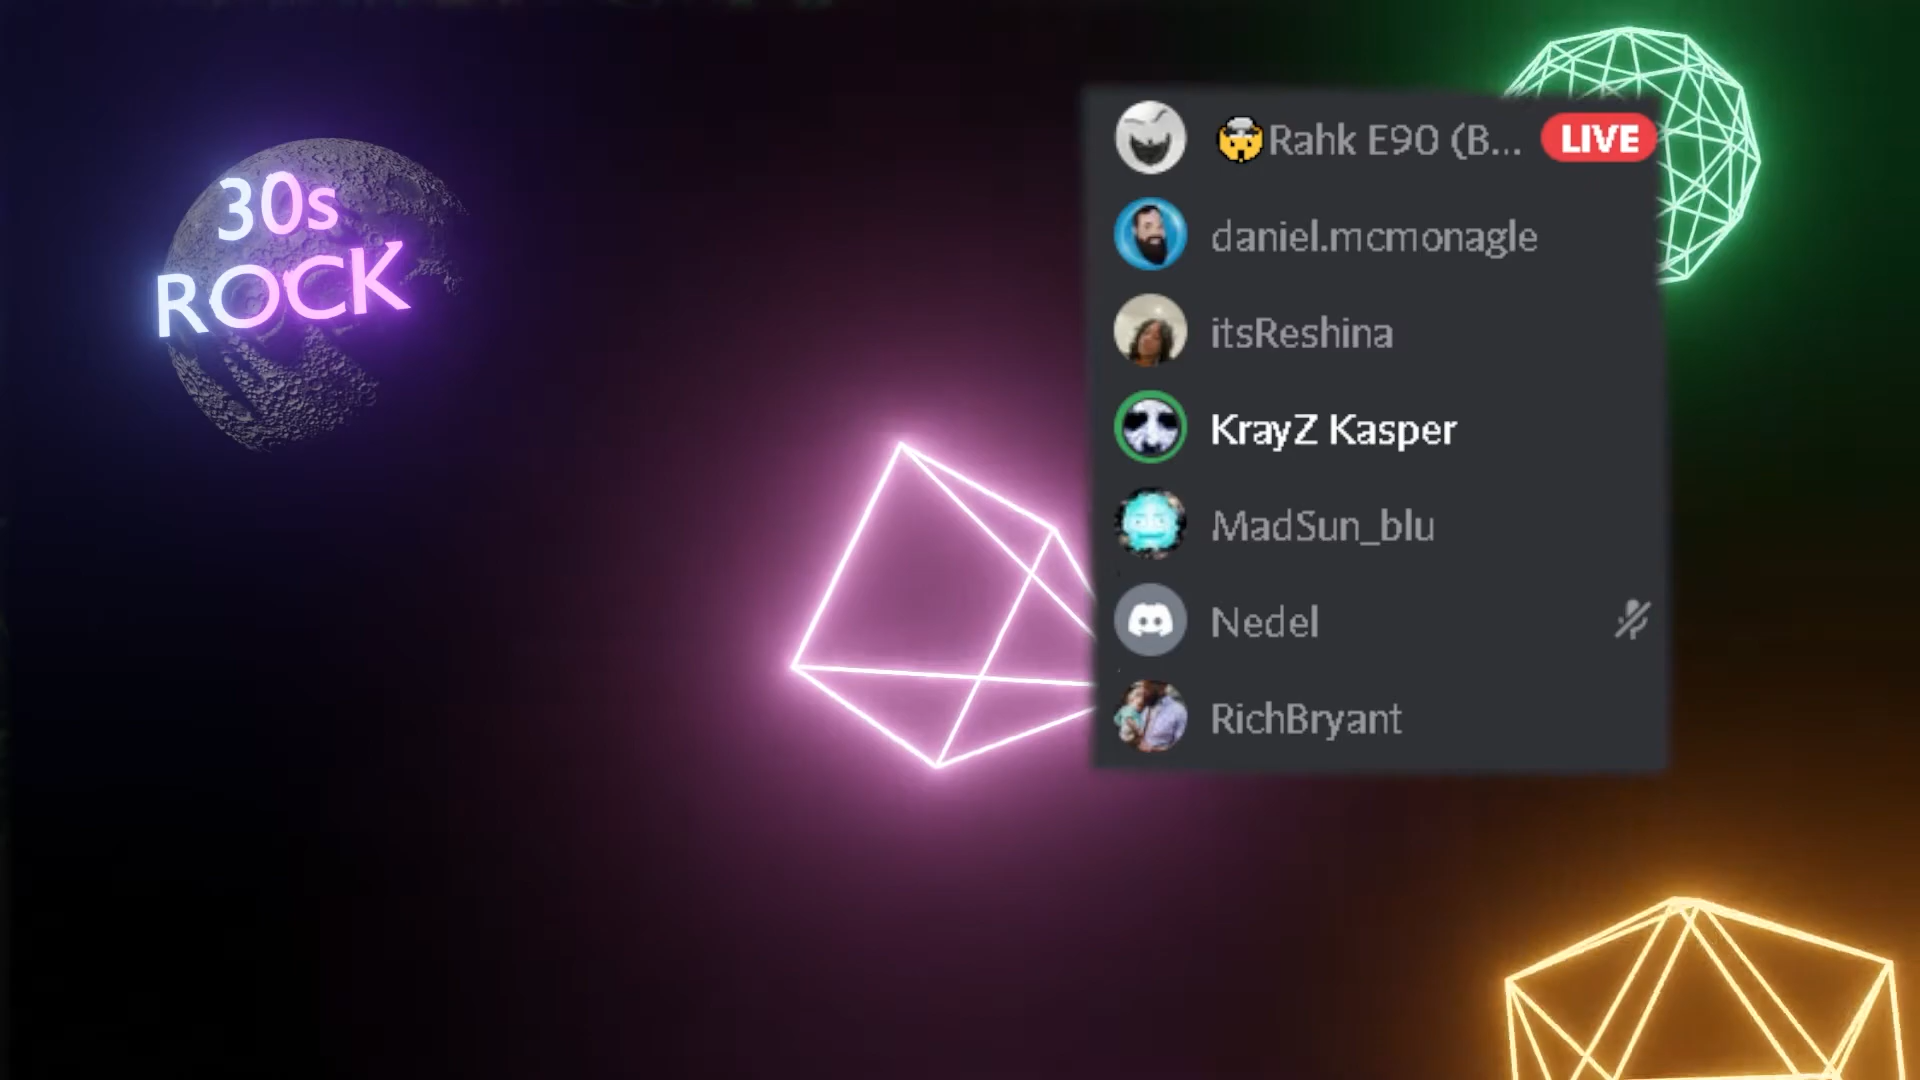 30s
ROCK
Rahk E90 (B...
LIVE
daniel.mcmonagle
itsReshina
KrayZ Kasper
MadSun_blu
Nedel
RichBryant